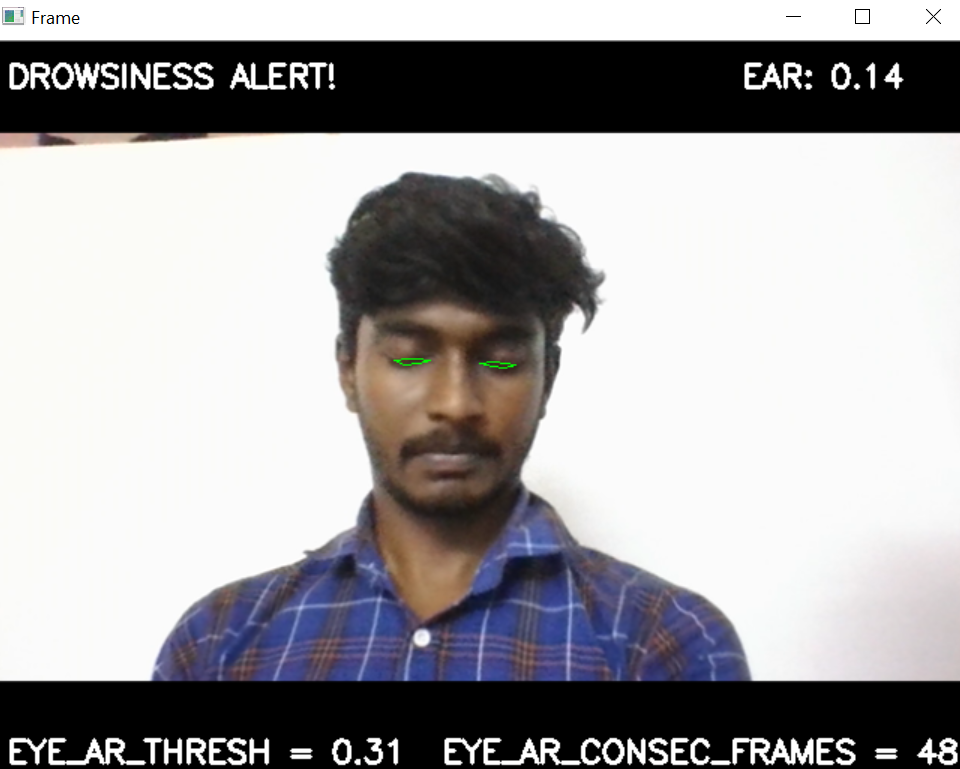 Frame
DROWSINESS ALERT! EAR: 0.14
EYE_AR_THRESH = 0.31 EYE_AR_CONSEC_FRAMES = 48